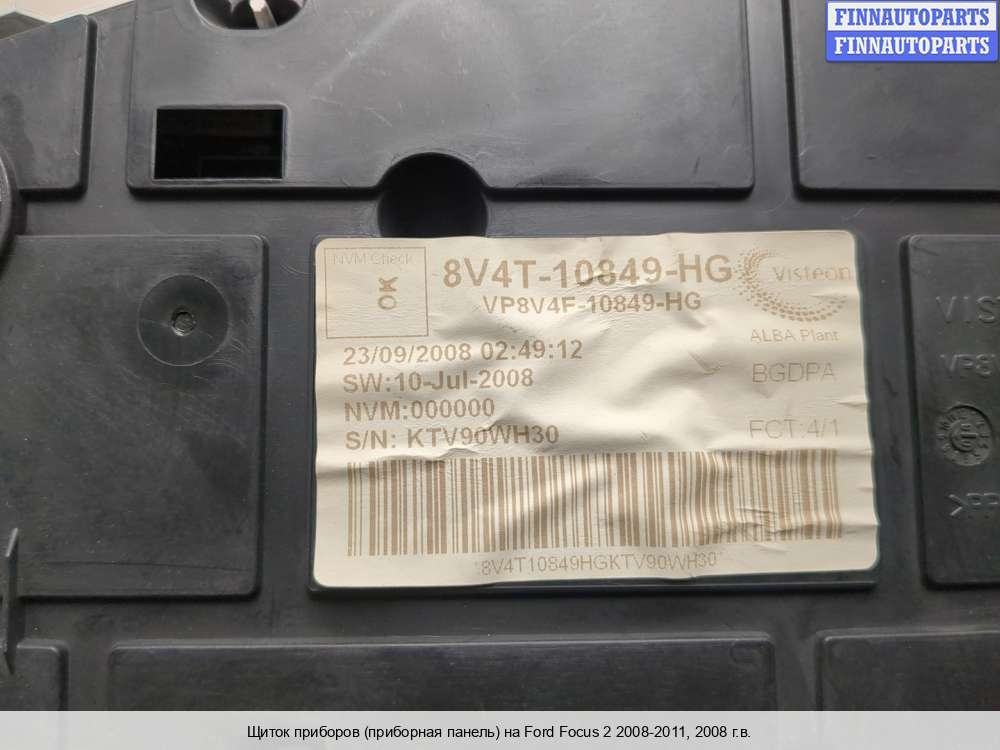 FINNAUTOPARTS
FINNAUTOPARTS
NVM Check
OK
8V4T-10849-HG
VP8V4F-10849-HG
Visteon
ALBA Plant
23/09/2008 02:49:12
SW:10-Jul-2008
NVM:000000
S/N: KTV90WH30
BGDPA
FCT:4/1
8V4T10849HGKTV90WH30
Щиток приборов (приборная панель) на Ford Focus 2 2008-2011, 2008 г.в.